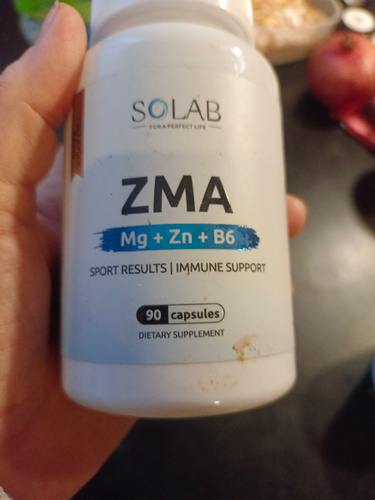 SOLAB
FOR A PERFECT LIFE
ZMA
Mg + Zn + B6
SPORT RESULTS | IMMUNE SUPPORT
90 capsules
DIETARY SUPPLEMENT